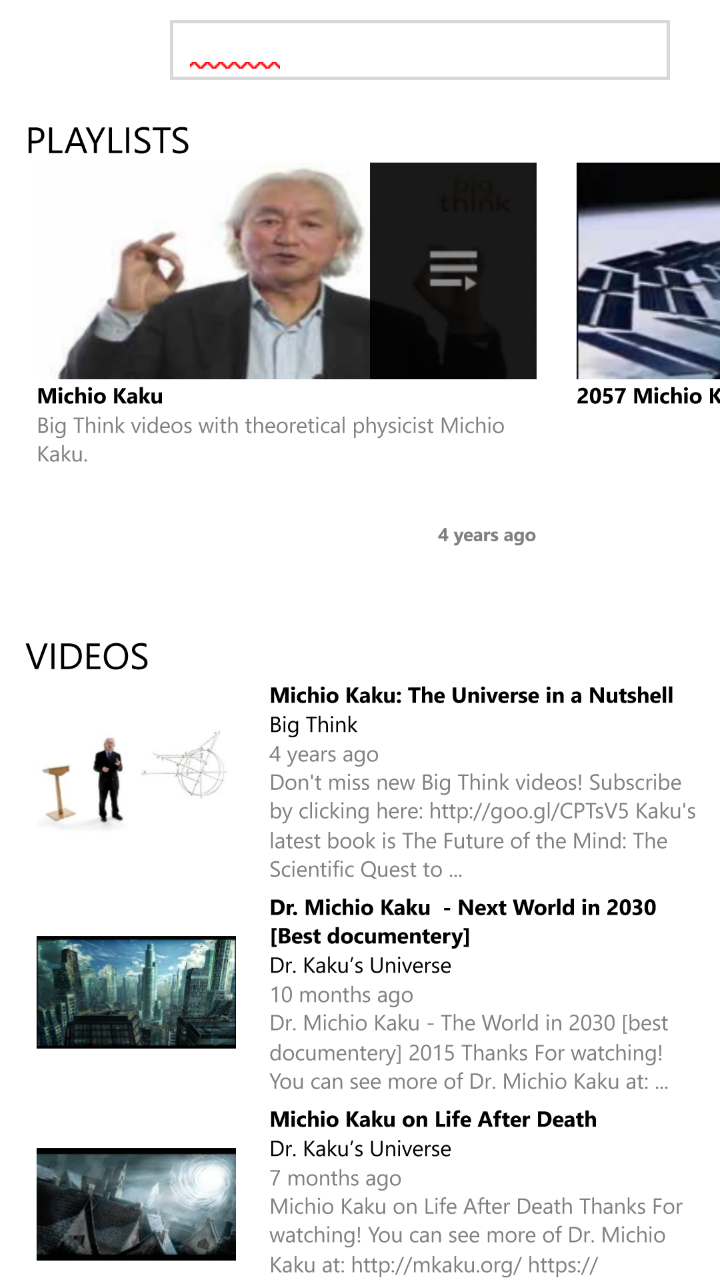 PLAYLISTS
big
think
Michio Kaku
Big Think videos with theoretical physicist Michio
Kaku.
4 years ago
2057 Michio K
VIDEOS
Michio Kaku: The Universe in a Nutshell
Big Think
4 years ago
Don't miss new Big Think videos! Subscribe
by clicking here: http://goo.gl/CPTsV5 Kaku's
latest book is The Future of the Mind: The
Scientific Quest to ...
Dr. Michio Kaku  - Next World in 2030
[Best documentery]
Dr. Kaku’s Universe
10 months ago
Dr. Michio Kaku - The World in 2030 [best
documentery] 2015 Thanks For watching!
You can see more of Dr. Michio Kaku at: ...
Michio Kaku on Life After Death
Dr. Kaku’s Universe
7 months ago
Michio Kaku on Life After Death Thanks For
watching! You can see more of Dr. Michio
Kaku at: http://mkaku.org/ https://